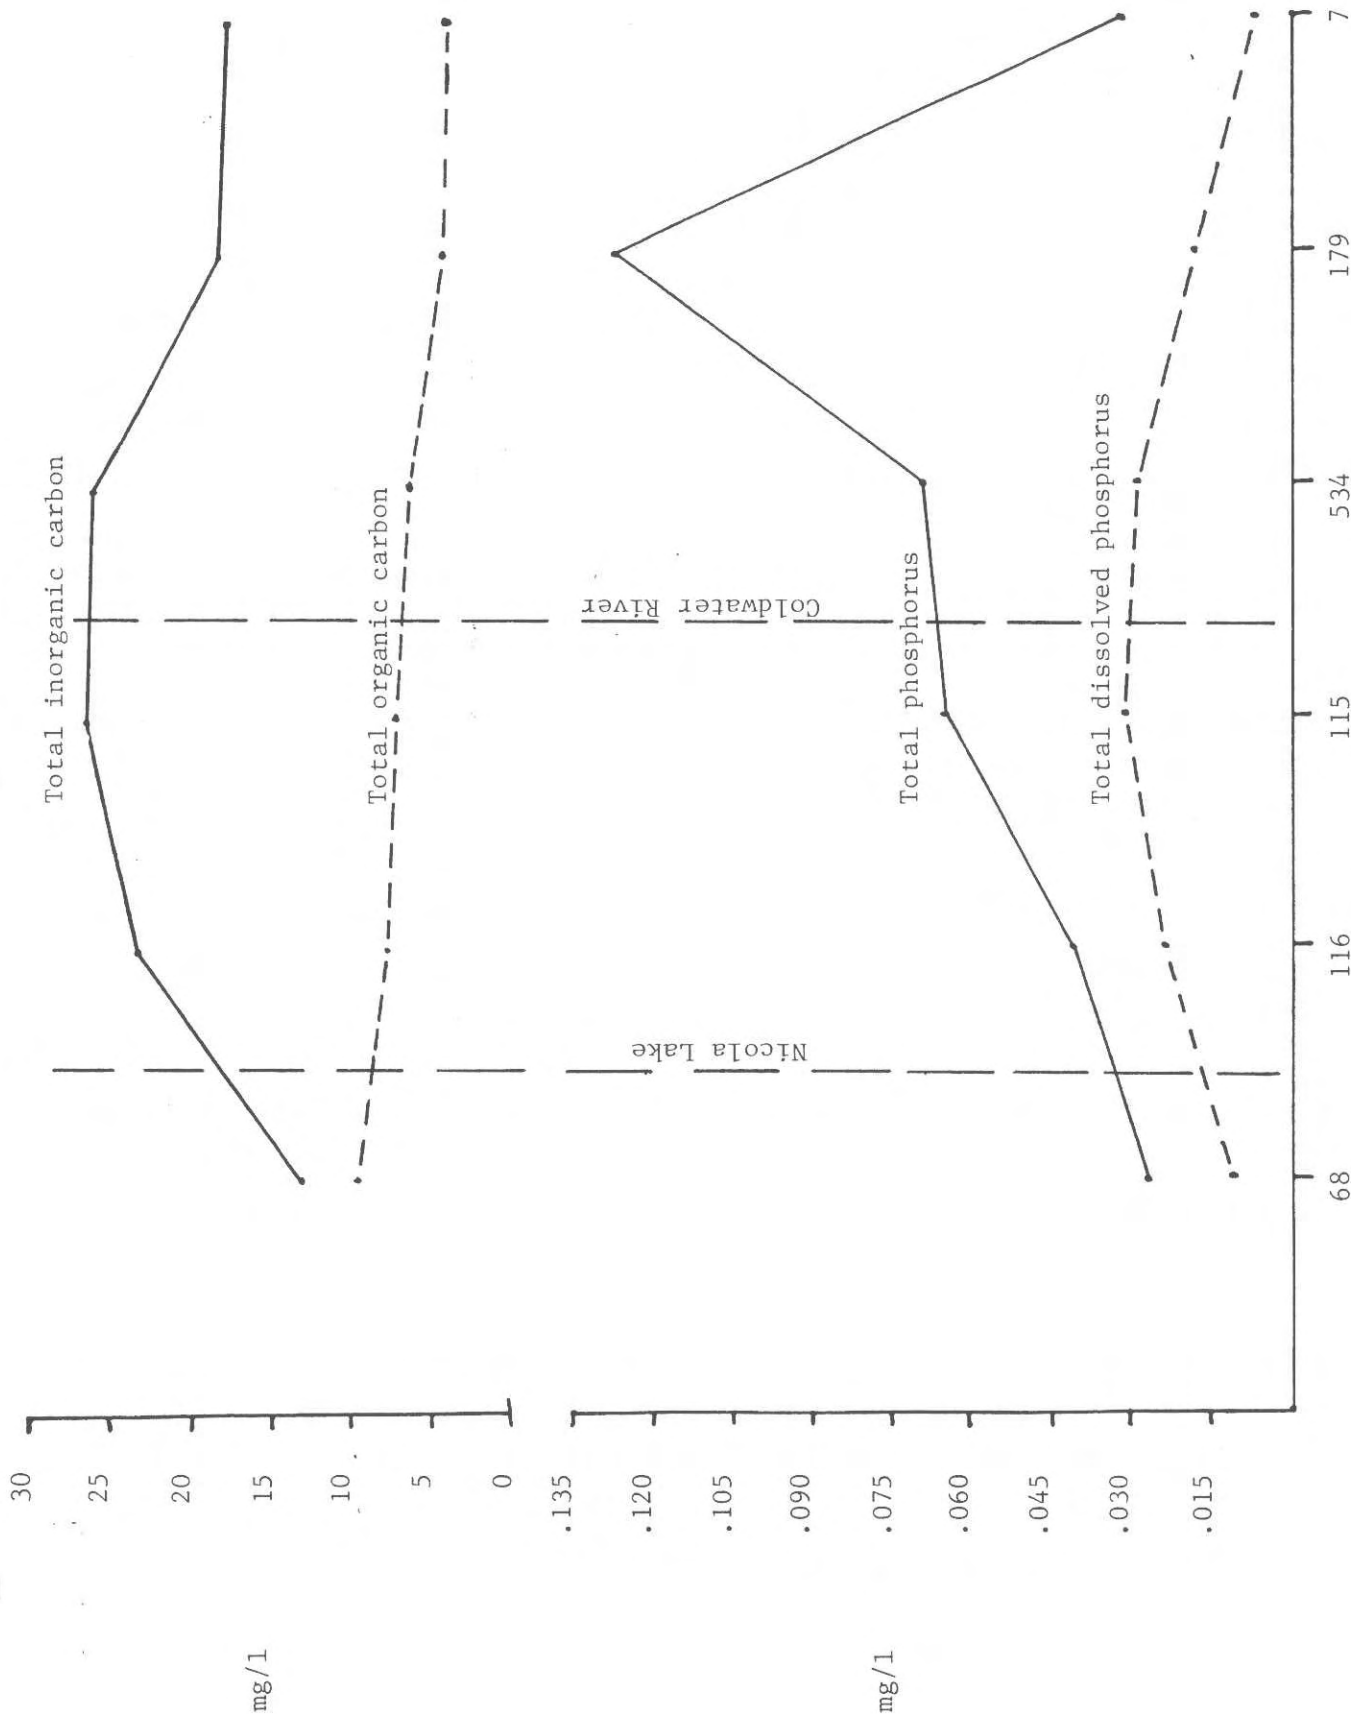 30
25
20
15
10
5
0
mg/l
Total inorganic carbon
Total organic carbon
.135
.120
.105
.090
.075
.060
.045
.030
.015
mg/l
Nicola Lake
Coldwater
River
Total phosphorus
Total dissolved phosphorus
68
116
115
534
179
7